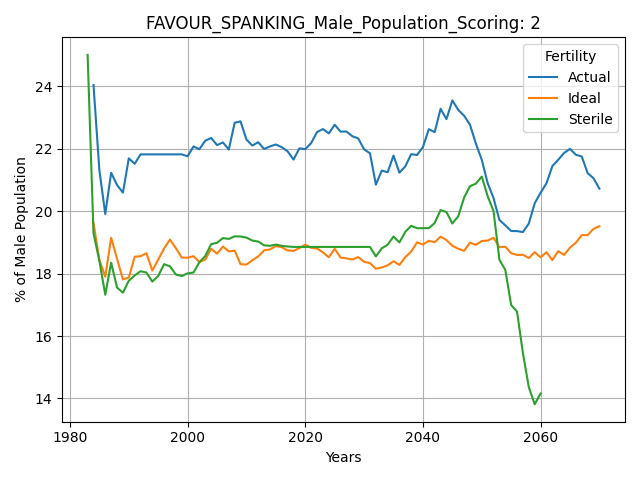 FAVOUR_SPANKING_Male_Population_Scoring: 2
Fertility
Actual
Ideal
Sterile
% of Male Population
24
22
20
18
16
14
1980
2000
2020
2040
2060
Years